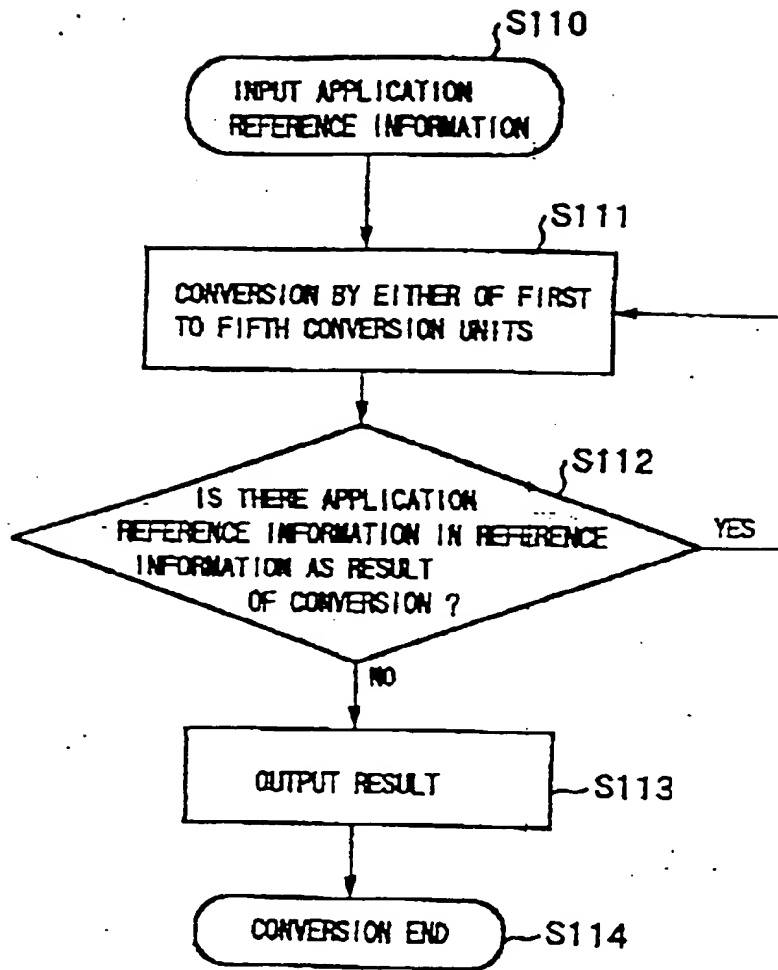 S110
INPUT APPLICATION
REFERENCE INFORMATION
S111
CONVERSION BY EITHER OF FIRST
TO FIFTH CONVERSION UNITS
S112
IS THERE APPLICATION
REFERENCE INFORMATION IN REFERENCE
INFORMATION AS RESULT
OF CONVERSION ?
YES
NO
OUTPUT RESULT
S113
CONVERSION END
S114